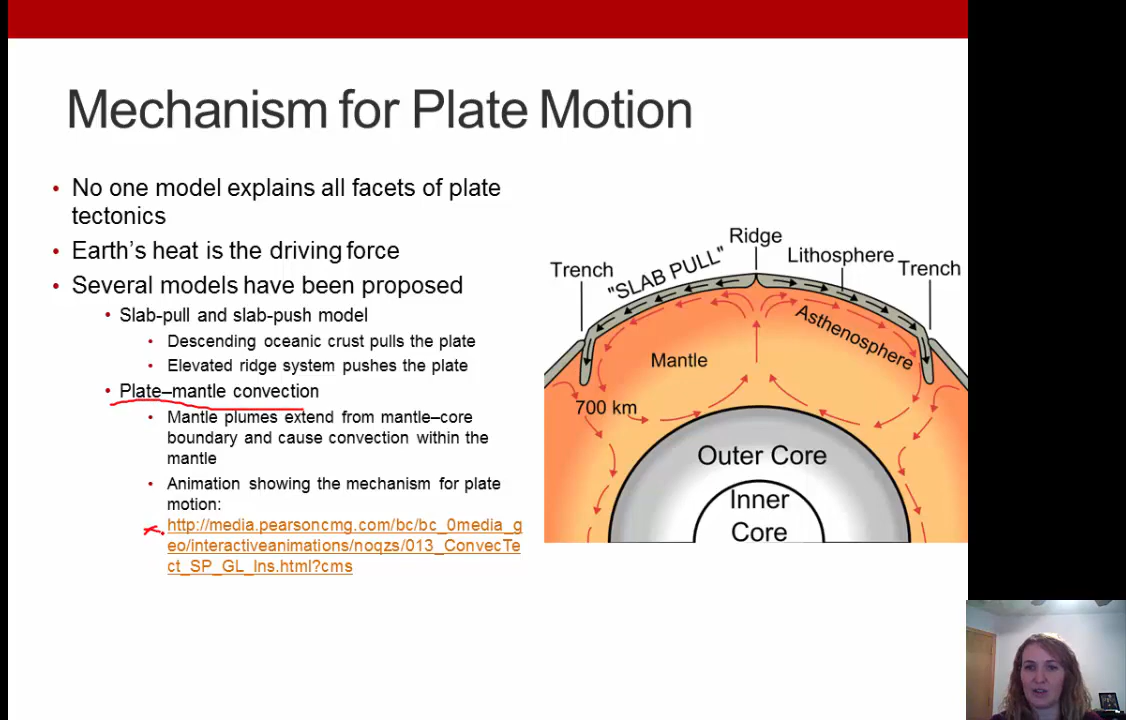 Mechanism for Plate Motion
• No one model explains all facets of plate
tectonics
• Earth's heat is the driving force
• Several models have been proposed
• Slab-pull and slab-push model
• Descending oceanic crust pulls the plate
• Elevated ridge system pushes the plate
• Plate–mantle convection
• Mantle plumes extend from mantle–core
boundary and cause convection within the
mantle
• Animation showing the mechanism for plate
motion:
http://media.pearsoncmg.com/bc/bc_0media_g
eo/interactiveanimations/noqzs/013_ConvecTe
ct_SP_GL_Ins.html?cms
Ridge
Trench
"SLAB PULL"
Lithosphere
Trench
Asthenosphere
Mantle
700 km
Outer Core
Inner
Core